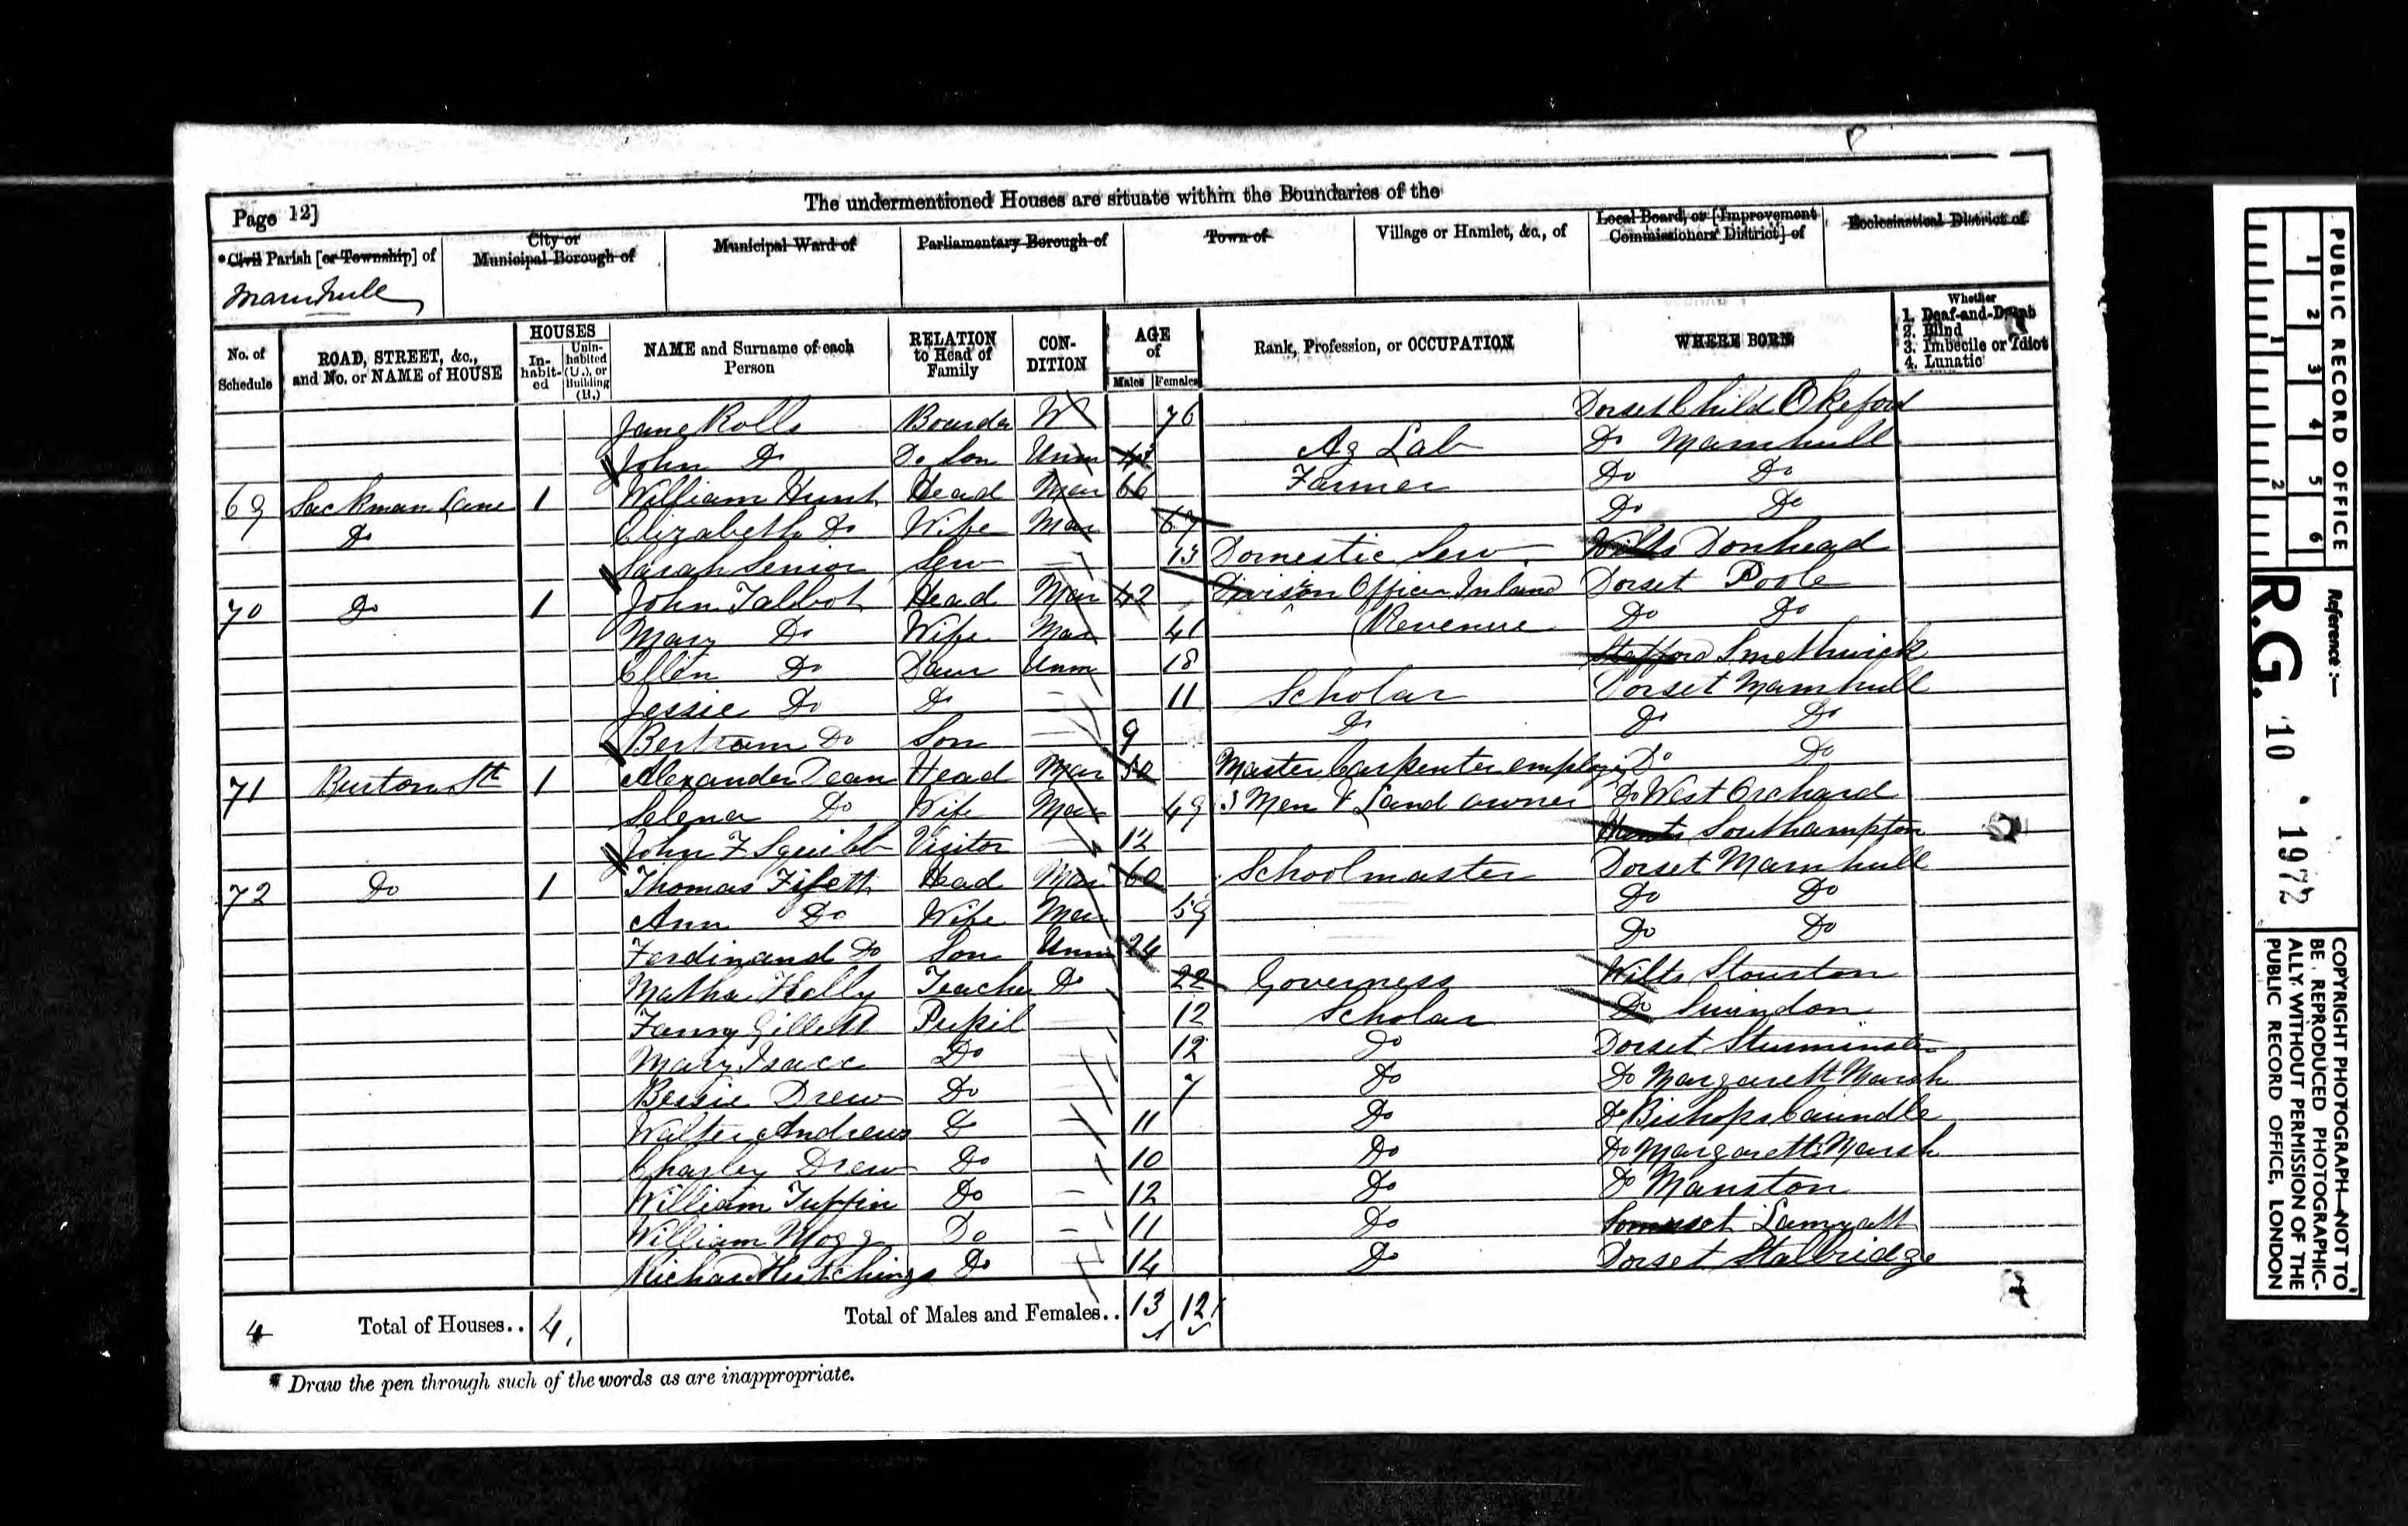 The undermentioned Houses are situate within the Boundaries of the
Page 12]
*Civil Parish [or Township] of
City or Municipal Borough of
Municipal Ward of
Parliamentary Borough of
Town of
Village or Hamlet, &c., of
Local Board, or [Improvement Commissioners' District] of
Ecclesiastical District of
Marnhull
No. of Schedule
ROAD, STREET, &c., and No. or NAME of HOUSE
HOUSES
In-habit-ed
Unin-habited (U.), or Building (B.)
NAME and Surname of each Person
RELATION to Head of Family
CON-DITION
AGE of
Males
Females
Rank, Profession, or OCCUPATION
WHERE BORN
Whether
1. Deaf-and-Dumb
2. Blind
3. Imbecile or Idiot
4. Lunatic
Jane Rolls Boarder W 76 Dorset Child Okeford
John Do Do Son Unm Ag Lab Do Marnhull
69 Sackman Lane 1 William Hunt Head Mar 66 Farmer Do Do
Do Elizabeth Do Wife Mar 67 Do Do
Sarah Senior Serv — 13 Domestic Serv Wilts Donhead
70 Do 1 John Talbot Head Mar 42 Division Officer Inland Dorset Poole
Mary Do Wife Mar 41 (Revenue Do Do
Ellen Do Daur Unm 18 Stafford Smethwick
Jessie Do Do — 11 Scholar Dorset Marnhull
Bertram Do Son — 9 Do Do Do
71 Burton St 1 Alexander Dean Head Mar 50 Master Carpenter employing Do Do
Selena Do Wife Mar 49 3 Men & Land owner Do West Orchard
John F Squibb Visitor — 12 Hants Southampton
72 Do 1 Thomas Fifett Head Mar 60 Schoolmaster Dorset Marnhull
Ann Do Wife Mar 59 Do Do
Ferdinand Do Son Unm 24 Do Do
Matha Kelly Teacher Do 22 Governess Wilts Stourton
Fanny Gillett Pupil 12 Scholar Do Swindon
Mary Isacc Do 12 Do Dorset Sturminster
Bessie Drew Do 7 Do Do Margarett Marsh
Walter Andrews Do 11 Do Do Bishops Caundle
Charley Drew Do 10 Do Do Margarett Marsh
William Tuffin Do — 12 Do Do Manston
William Mogg Do — 11 Do Somerset Lamyatt
Richard Hutchings Do 14 Do Dorset Stalbridge
4 Total of Houses.. 4 Total of Males and Females.. 13 12
* Draw the pen through such of the words as are inappropriate.
PUBLIC RECORD OFFICE
1 2 3 4 5 6
1 2
Reference :—
R.G. 10 1972
COPYRIGHT PHOTOGRAPH—NOT TO
BE REPRODUCED PHOTOGRAPHIC-
ALLY WITHOUT PERMISSION OF THE
PUBLIC RECORD OFFICE, LONDON